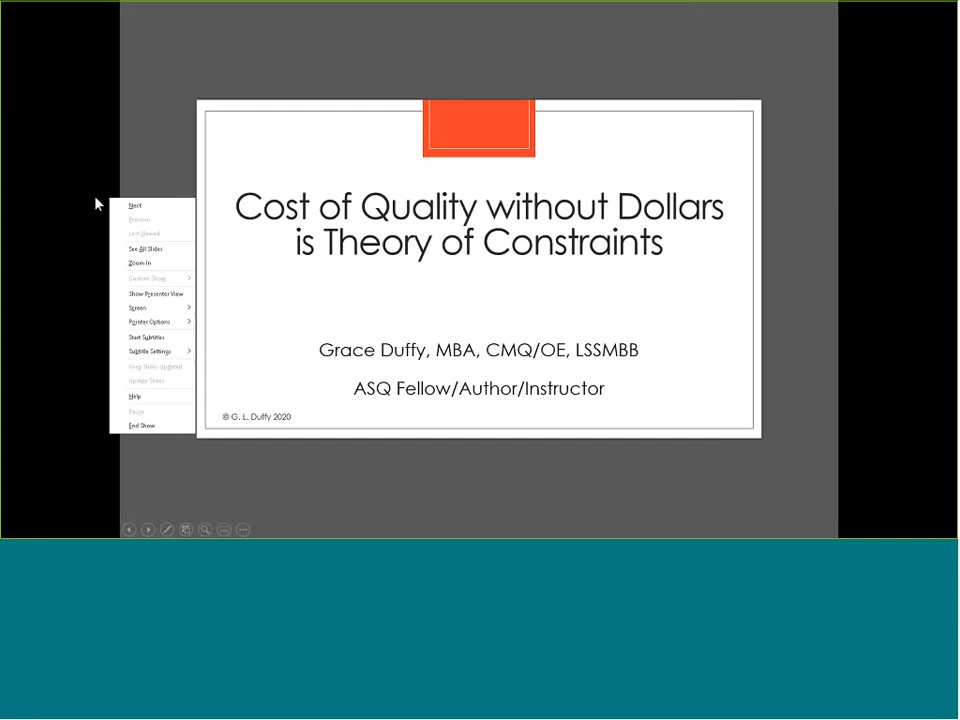 Cost of Quality without Dollars
is Theory of Constraints
Grace Duffy, MBA, CMQ/OE, LSSMBB
ASQ Fellow/Author/Instructor
© G. L. Duffy 2020
Next
Previous
Last Viewed
See All Slides
Zoom In
Custom Show
Show Presenter View
Screen
Pointer Options
Start Subtitles
Subtitle Settings
Keep Slides Updated
Update Slides
Help
Pause
End Show